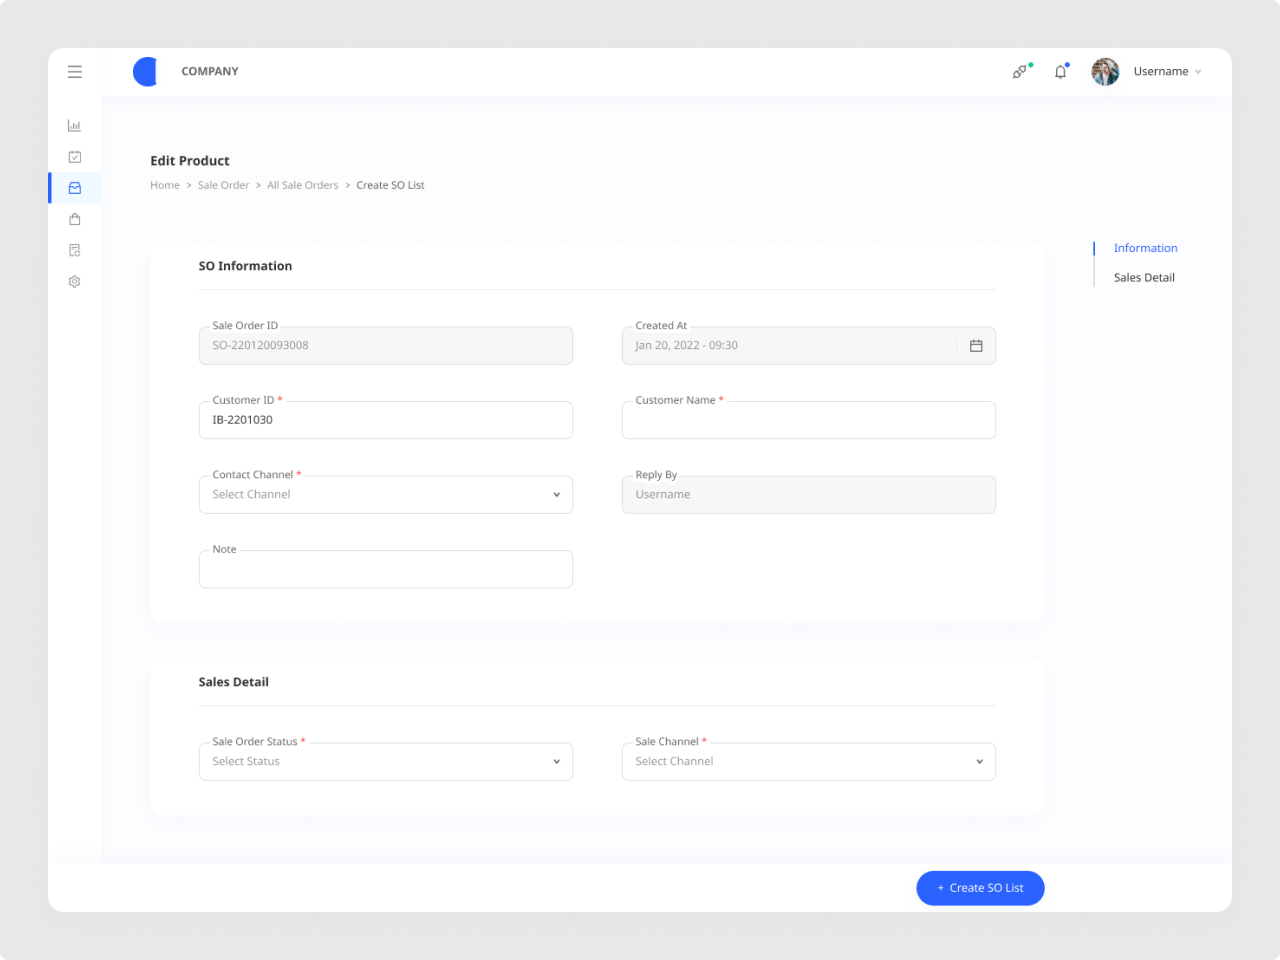 COMPANY
Username
Edit Product
Home > Sale Order > All Sale Orders > Create SO List
Information
Sales Detail
SO Information
Sale Order ID
SO-220120093008
Created At
Jan 20, 2022 - 09:30
Customer ID *
IB-2201030
Customer Name *
Contact Channel *
Select Channel
Reply By
Username
Note
Sales Detail
Sale Order Status *
Select Status
Sale Channel *
Select Channel
+ Create SO List